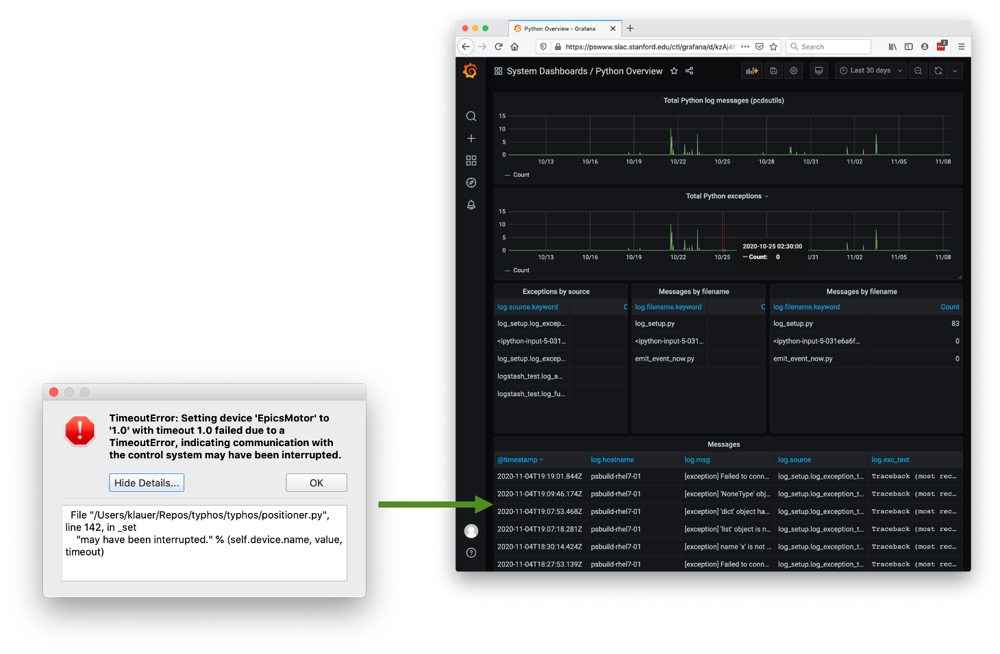 Python Overview - Grafana
https://pswww.slac.stanford.edu/ctl/grafana/d/kzAj46
Search
2
System Dashboards / Python Overview
Last 30 days
Total Python log messages (pcdsutils)
15
10
5
0
10/13 10/16 10/19 10/22 10/25 10/28 10/31 11/02 11/05 11/08
Count
Total Python exceptions
15
10
5
0
2020-10-25 02:30:00
Count: 0
10/13 10/16 10/19 10/22 10/25 /31 11/02 11/05 11/08
Count
Exceptions by source
log.source.keyword C
log_setup.log_excep...
<ipython-input-5-031...
log_setup.log_excep...
logstash_test.log_a...
logstash_test.log_fu...
Messages by filename
log.filename.keyword C
log_setup.py
<ipython-input-5-031...
emit_event_now.py
Messages by filename
log.filename.keyword Count
log_setup.py 83
<ipython-input-5-031e6a6f... 0
emit_event_now.py 0
Messages
@timestamp log.hostname log.msg log.source log.exc_text
2020-11-04T19:19:01.844Z psbuild-rhel7-01 [exception] Failed to conn... log_setup.log_exception_t... Traceback (most rec...
2020-11-04T19:09:46.174Z psbuild-rhel7-01 [exception] 'NoneType' obj... log_setup.log_exception_t... Traceback (most rec...
2020-11-04T19:07:53.468Z psbuild-rhel7-01 [exception] 'dict' object ha... log_setup.log_exception_t... Traceback (most rec...
2020-11-04T19:07:18.281Z psbuild-rhel7-01 [exception] 'list' object is n... log_setup.log_exception_t... Traceback (most rec...
2020-11-04T18:30:14.424Z psbuild-rhel7-01 [exception] name 'x' is not ... log_setup.log_exception_t... Traceback (most rec...
2020-11-04T18:27:53.139Z psbuild-rhel7-01 [exception] Failed to conn... log_setup.log_exception_t... Traceback (most rec...
TimeoutError: Setting device 'EpicsMotor' to
'1.0' with timeout 1.0 failed due to a
TimeoutError, indicating communication with
the control system may have been interrupted.
Hide Details...
OK
File "/Users/klauer/Repos/typhos/typhos/positioner.py",
line 142, in _set
"may have been interrupted." % (self.device.name, value,
timeout)